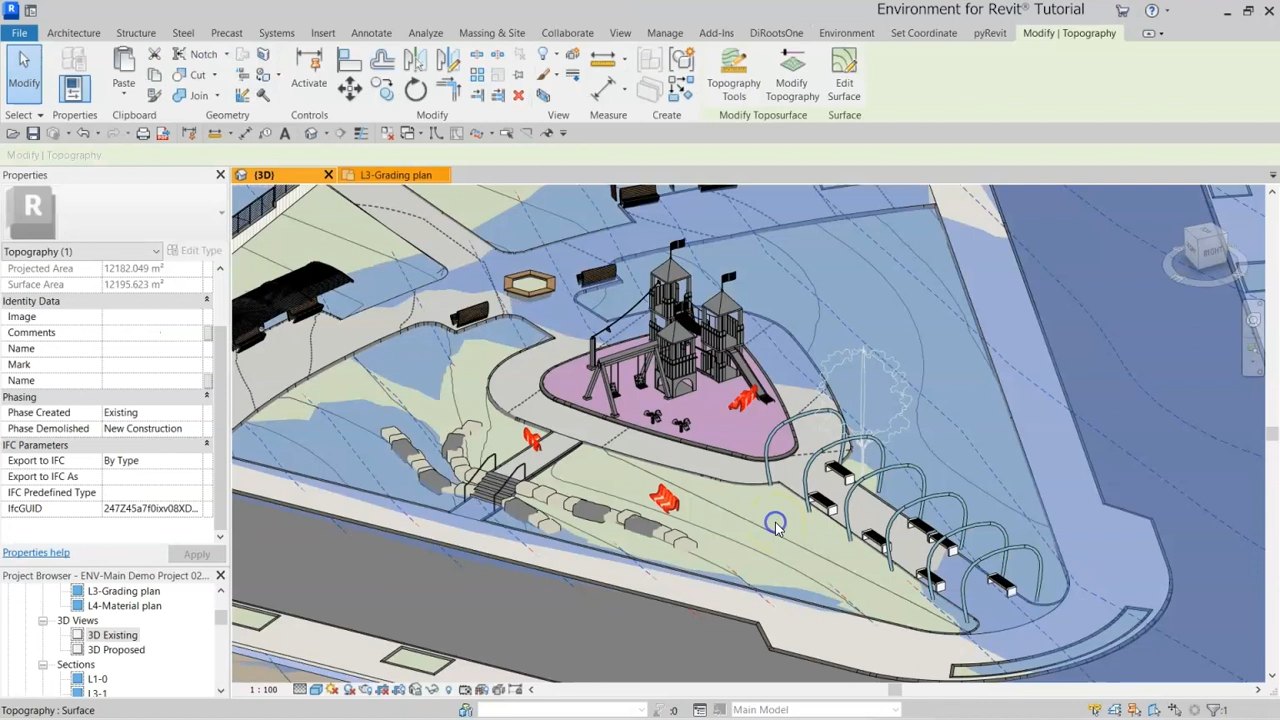 Environment for Revit® Tutorial
File Architecture Structure Steel Precast Systems Insert Annotate Analyze Massing & Site Collaborate View Manage Add-Ins DiRootsOne Environment Set Coordinate pyRevit Modify | Topography
Modify Paste Notch Cut Join Activate Topography Tools Modify Topography Edit Surface
Select Properties Clipboard Geometry Controls Modify View Measure Create Modify Toposurface Surface
Modify | Topography
Properties
(3D) L3-Grading plan
R
Topography (1) Edit Type
Projected Area 12182.049 m²
Surface Area 12195.623 m²
Identity Data
Image
Comments
Name
Mark
Name
Phasing
Phase Created Existing
Phase Demolished New Construction
IFC Parameters
Export to IFC By Type
Export to IFC As
IFC Predefined Type
IfcGUID 247Z45a7f0ixv08XD...
Properties help Apply
Project Browser - ENV-Main Demo Project 02...
L3-Grading plan
L4-Material plan
3D Views
3D Existing
3D Proposed
Sections
L1-0
L3-1
RIGHT
1 : 100
Topography : Surface
:0
Main Model
:1